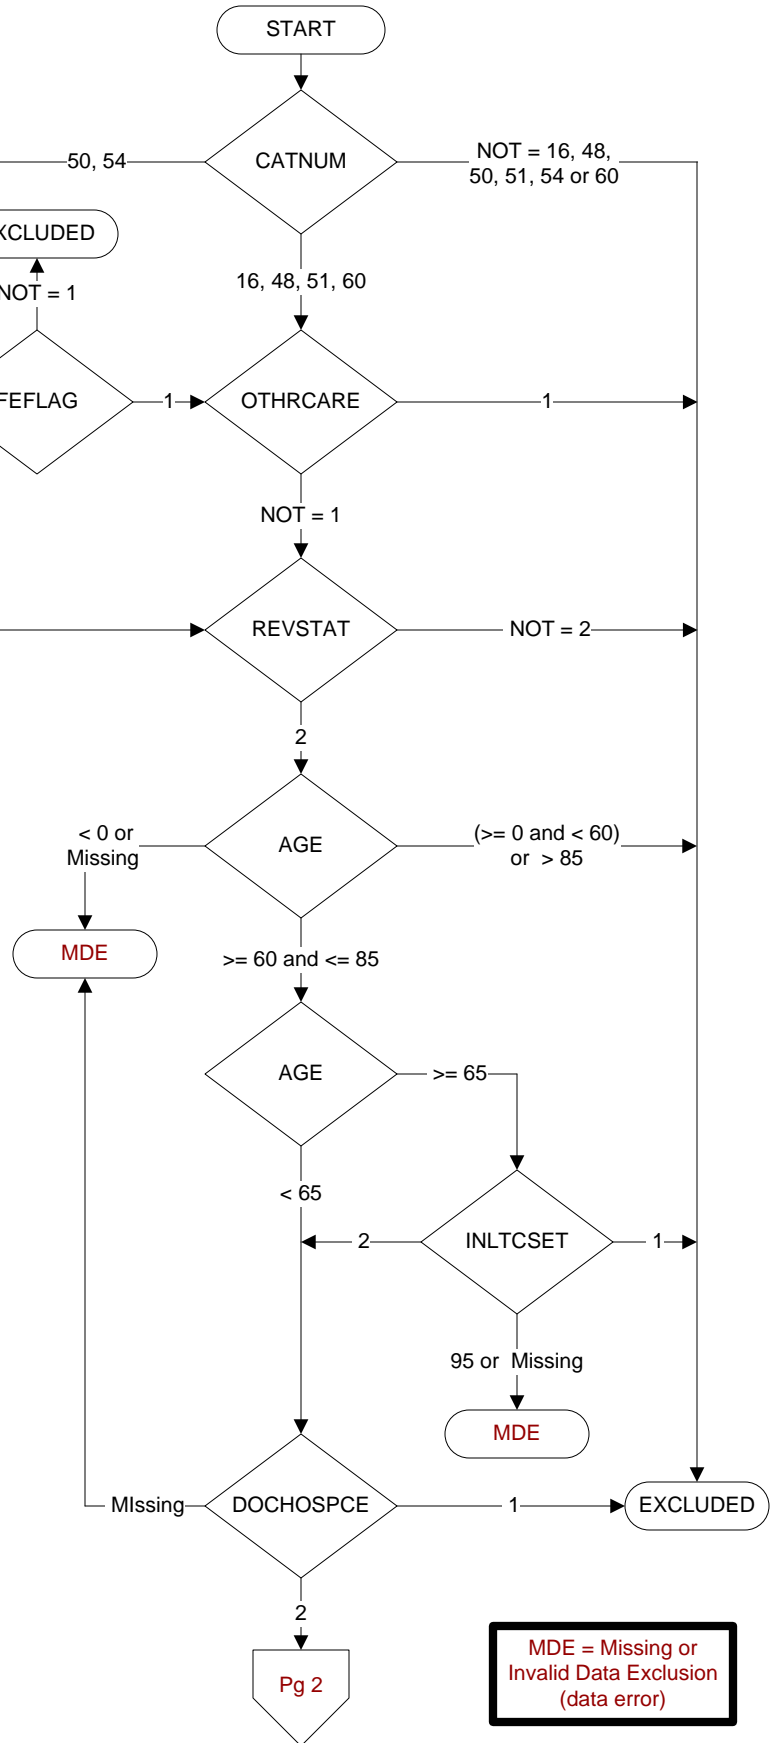 START
CATNUM
50, 54
NOT = 16, 48,
50, 51, 54 or 60
XCLUDED
NOT = 1
16, 48, 51, 60
FEFLAG
1
OTHRCARE
1
NOT = 1
REVSTAT
NOT = 2
2
AGE
< 0 or
Missing
(>= 0 and < 60)
or > 85
MDE
>= 60 and <= 85
AGE
>= 65
< 65
2
INLTCSET
1
95 or Missing
MDE
MIssing
DOCHOSPCE
1
EXCLUDED
2
Pg 2
MDE = Missing or
Invalid Data Exclusion
(data error)